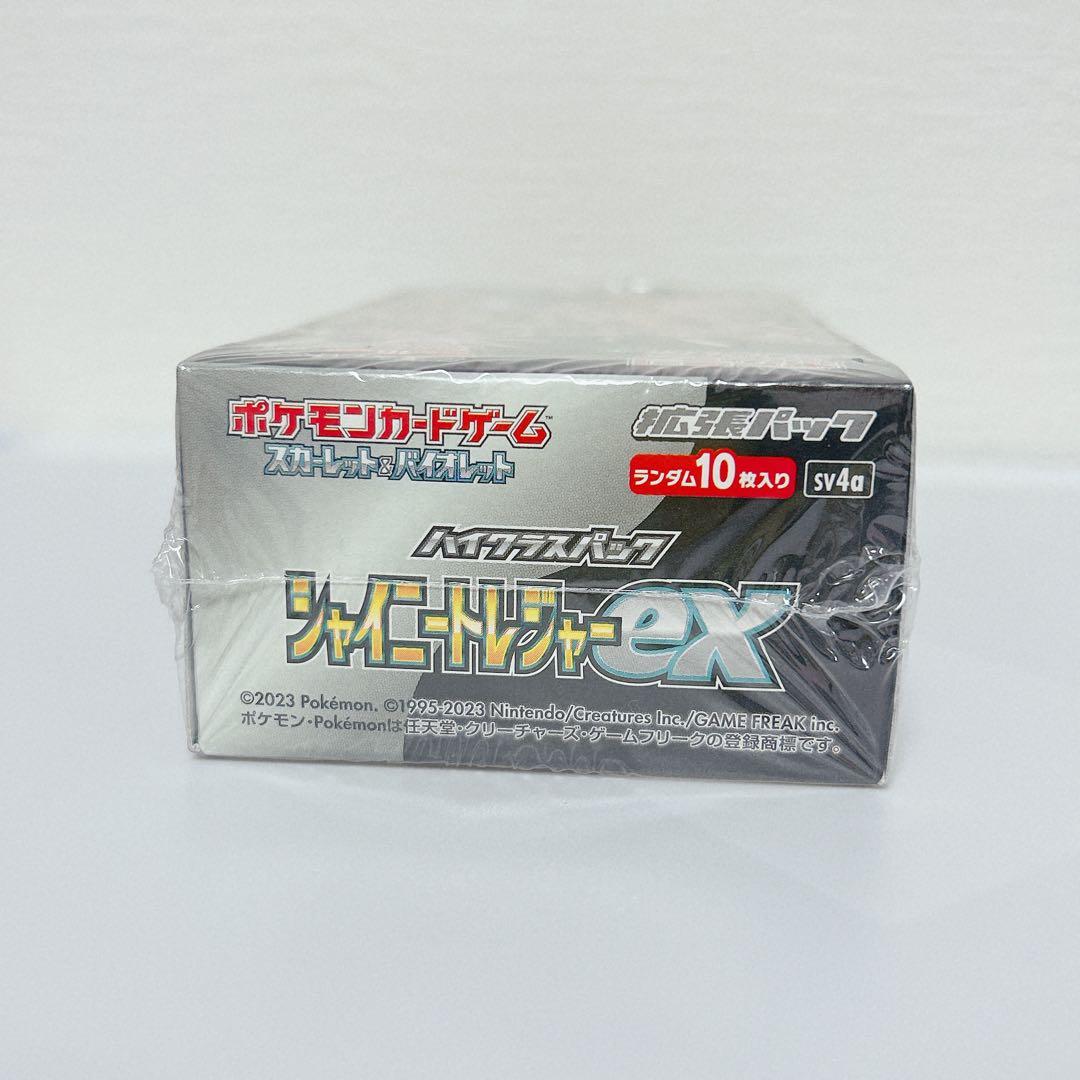 ポケモンカードゲーム™
スカーレット&バイオレット
拡張パック
ランダム10枚入り
SV4a
ハイクラスパック
シャイニートレジャーex
©2023 Pokémon. ©1995-2023 Nintendo/Creatures Inc./GAME FREAK inc.
ポケモン・Pokémonは任天堂・クリーチャーズ・ゲームフリークの登録商標です。